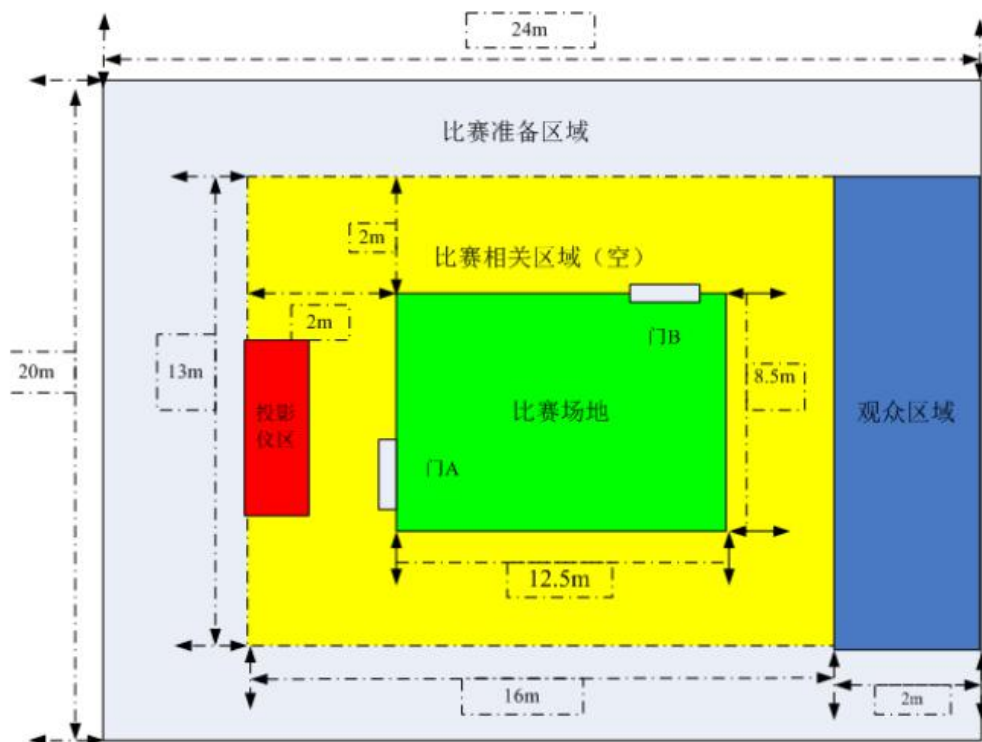 24m
比赛准备区域
2m
比赛相关区域（空）
2m
门B
20m
13m
8.5m
投影
仪区
比赛场地
观众区域
门A
12.5m
16m
2m